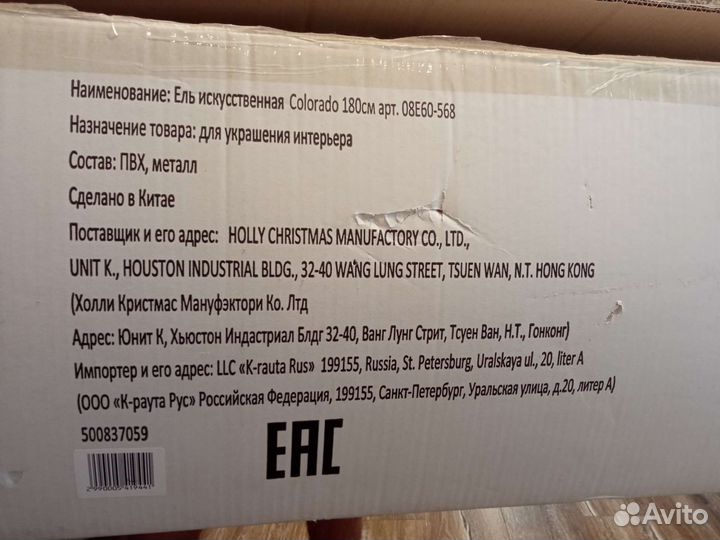 Наименование: Ель искусственная Colorado 180см арт. 08E60-568
Назначение товара: для украшения интерьера
Состав: ПВХ, металл
Сделано в Китае
Поставщик и его адрес: HOLLY CHRISTMAS MANUFACTORY CO., LTD.,
UNIT K., HOUSTON INDUSTRIAL BLDG., 32-40 WANG LUNG STREET, TSUEN WAN, N.T. HONG KONG
(Холли Кристмас Мануфэктори Ко. Лтд
Адрес: Юнит К, Хьюстон Индастриал Блдг 32-40, Ванг Лунг Стрит, Тсуен Ван, Н.Т., Гонконг)
Импортер и его адрес: LLC «K-rauta Rus» 199155, Russia, St. Petersburg, Uralskaya ul., 20, liter A
(ООО «К-раута Рус» Российская Федерация, 199155, Санкт-Петербург, Уральская улица, д.20, литер А)
500837059
2990005419441
EAC
Avito